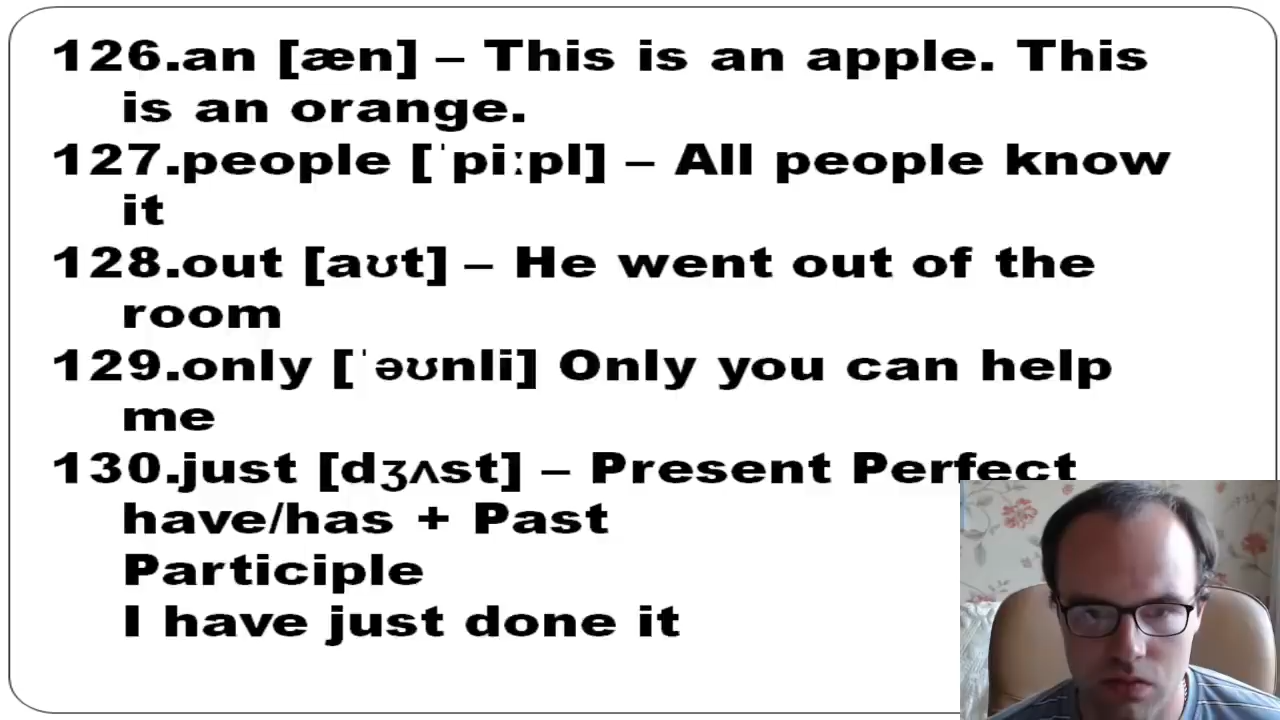 126.an [æn] – This is an apple. This
is an orange.
127.people [ˈpiːpl] – All people know
it
128.out [aʊt] – He went out of the
room
129.only [ˈəʊnli] Only you can help
me
130.just [dʒʌst] – Present Perfect
have/has + Past
Participle
I have just done it